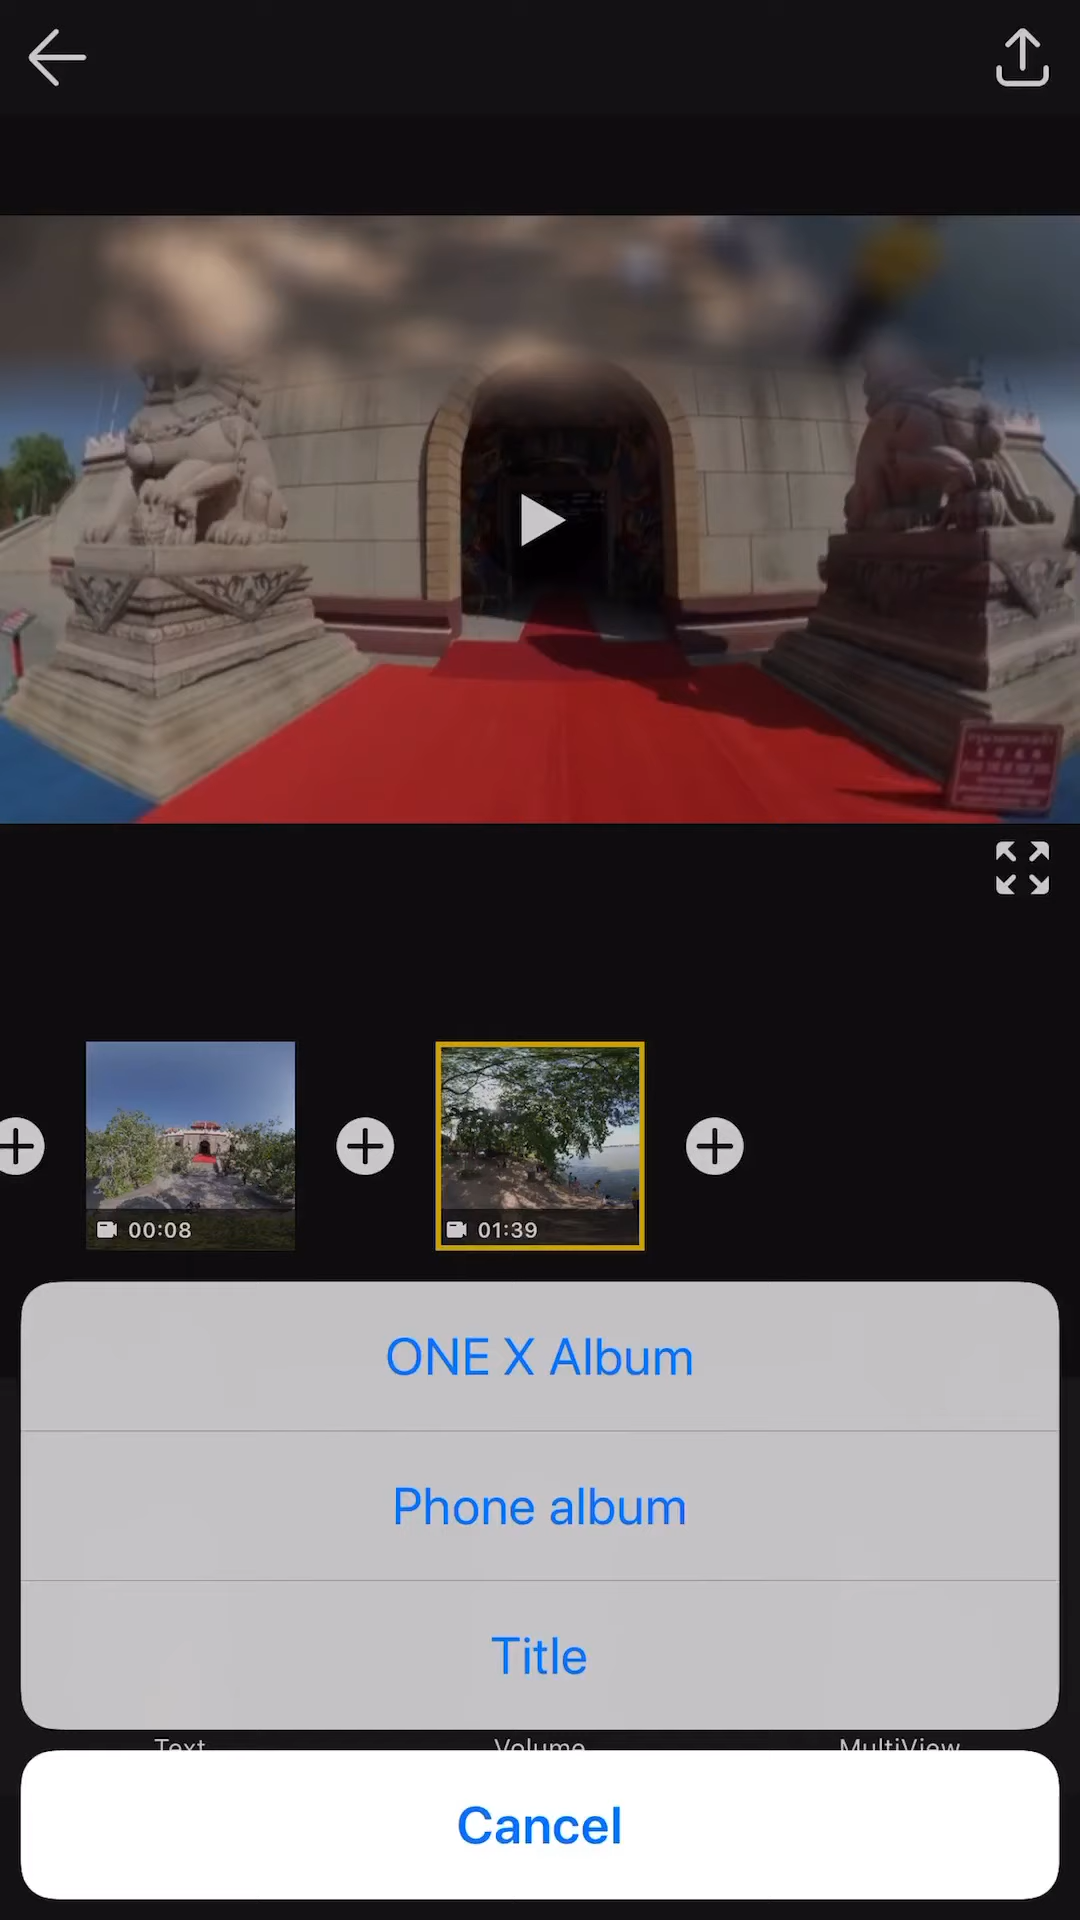 00:08
01:39
ONE X Album
Phone album
Title
Text Volume MultiView
Cancel